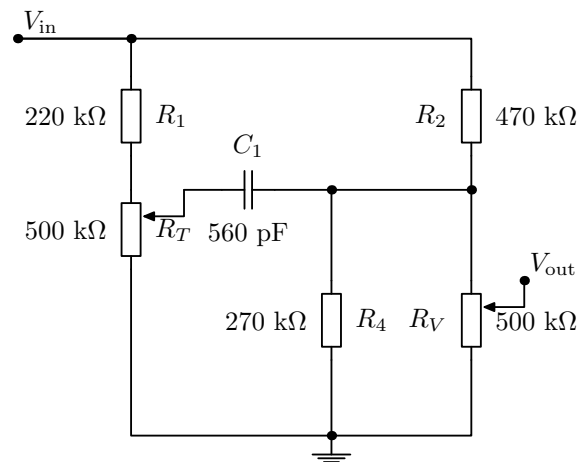 V_in
220 kΩ R_1
R_2 470 kΩ
C_1
500 kΩ R_T
560 pF
V_out
270 kΩ R_4
R_V 500 kΩ